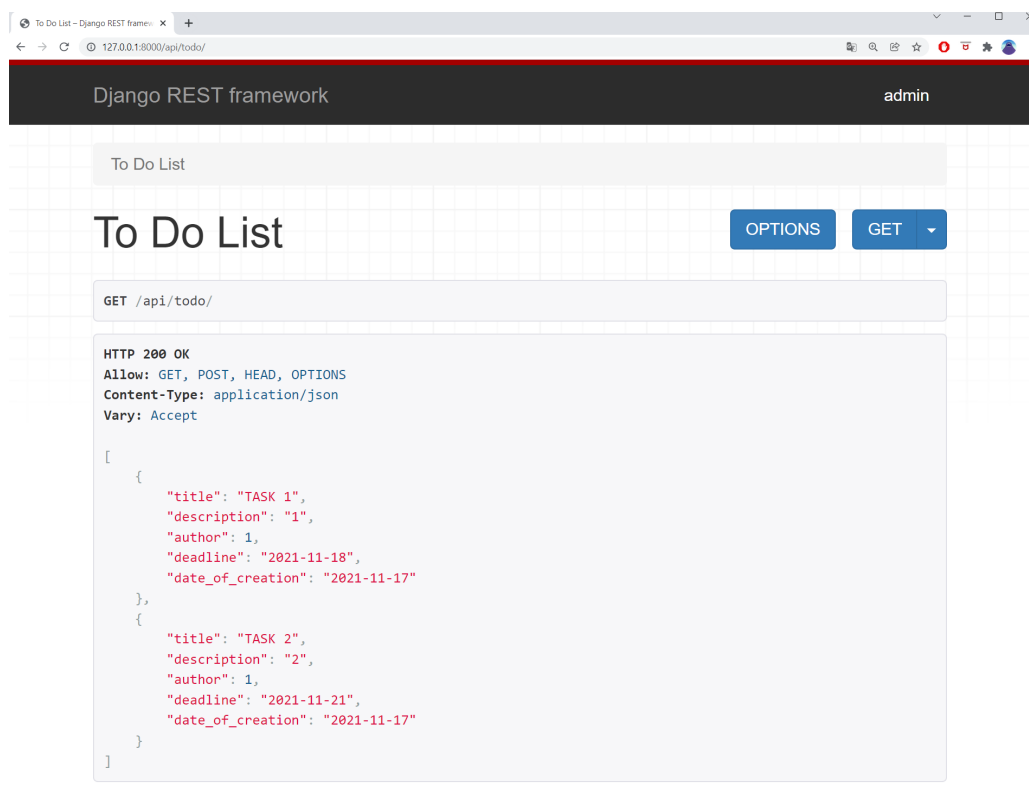 To Do List – Django REST framew
127.0.0.1:8000/api/todo/
Django REST framework
admin
To Do List
To Do List
OPTIONS
GET
GET /api/todo/
HTTP 200 OK
Allow: GET, POST, HEAD, OPTIONS
Content-Type: application/json
Vary: Accept
[
    {
        "title": "TASK 1",
        "description": "1",
        "author": 1,
        "deadline": "2021-11-18",
        "date_of_creation": "2021-11-17"
    },
    {
        "title": "TASK 2",
        "description": "2",
        "author": 1,
        "deadline": "2021-11-21",
        "date_of_creation": "2021-11-17"
    }
]